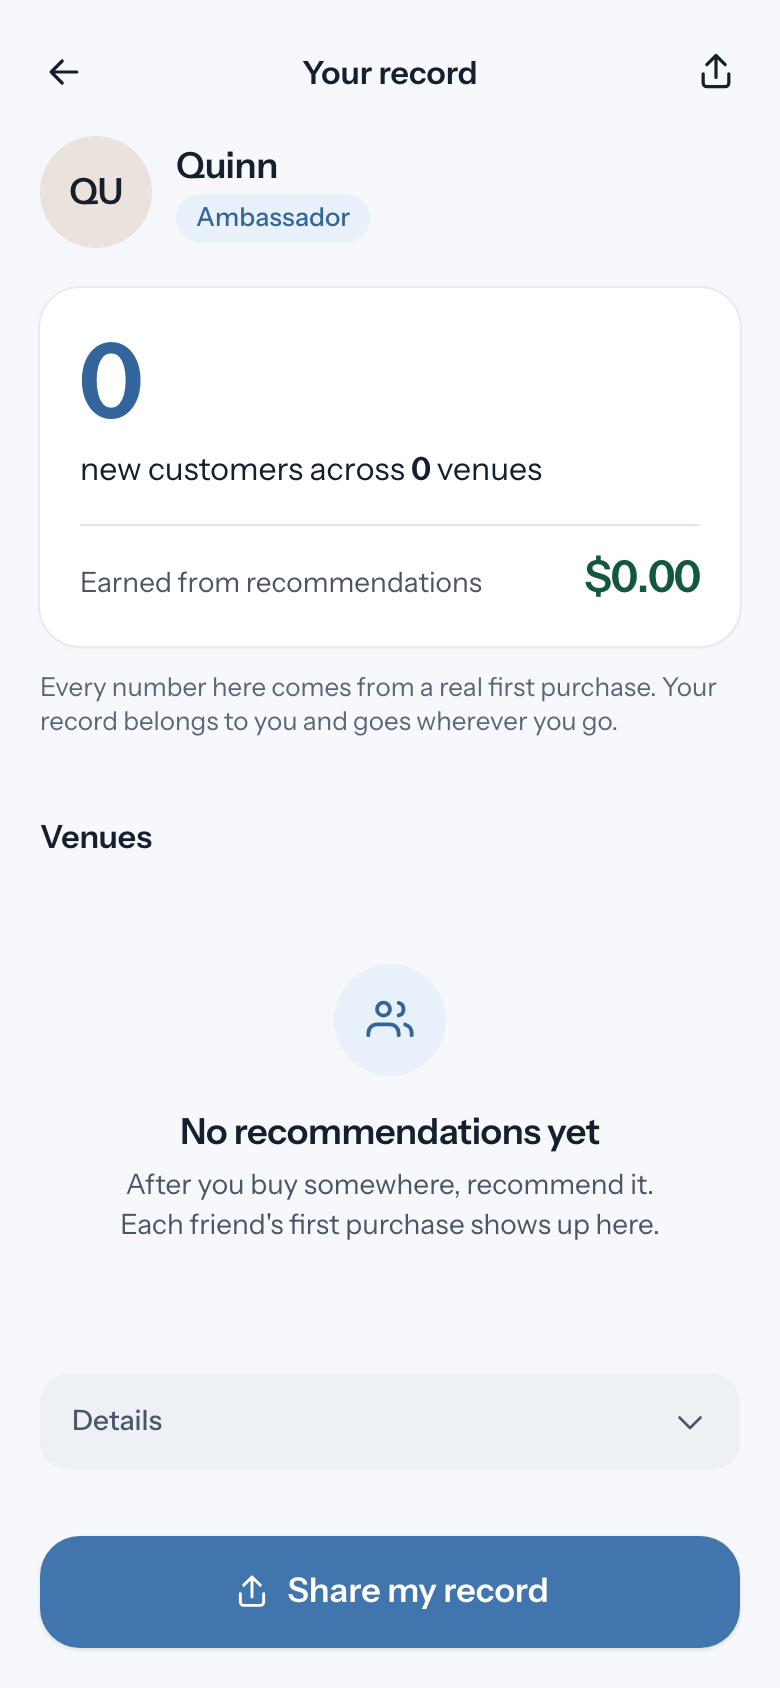 Your record
QU
Quinn
Ambassador
0
new customers across 0 venues
Earned from recommendations $0.00
Every number here comes from a real first purchase. Your
record belongs to you and goes wherever you go.
Venues
No recommendations yet
After you buy somewhere, recommend it.
Each friend's first purchase shows up here.
Details
Share my record